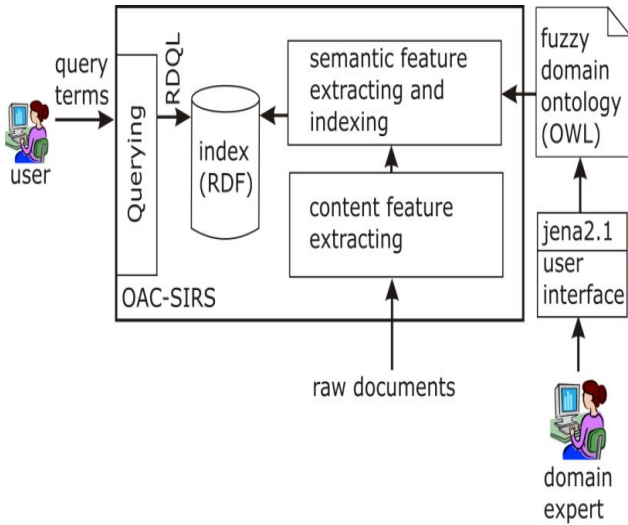 query
terms
user
Querying
RDQL
index
(RDF)
semantic feature
extracting and
indexing
content feature
extracting
OAC-SIRS
raw documents
fuzzy
domain
ontology
(OWL)
jena2.1
user
interface
domain
expert